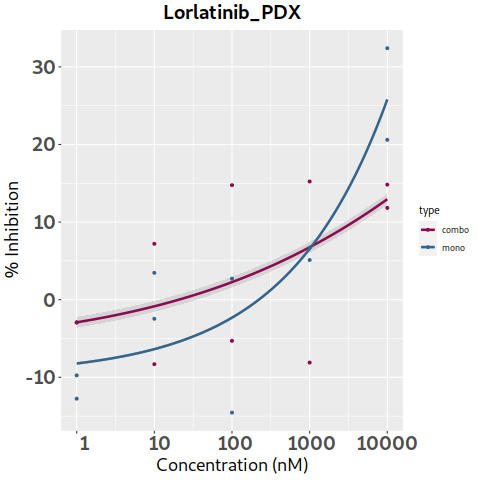 Lorlatinib_PDX
% Inhibition
30
20
10
0
-10
1 10 100 1000 10000
Concentration (nM)
type
combo
mono